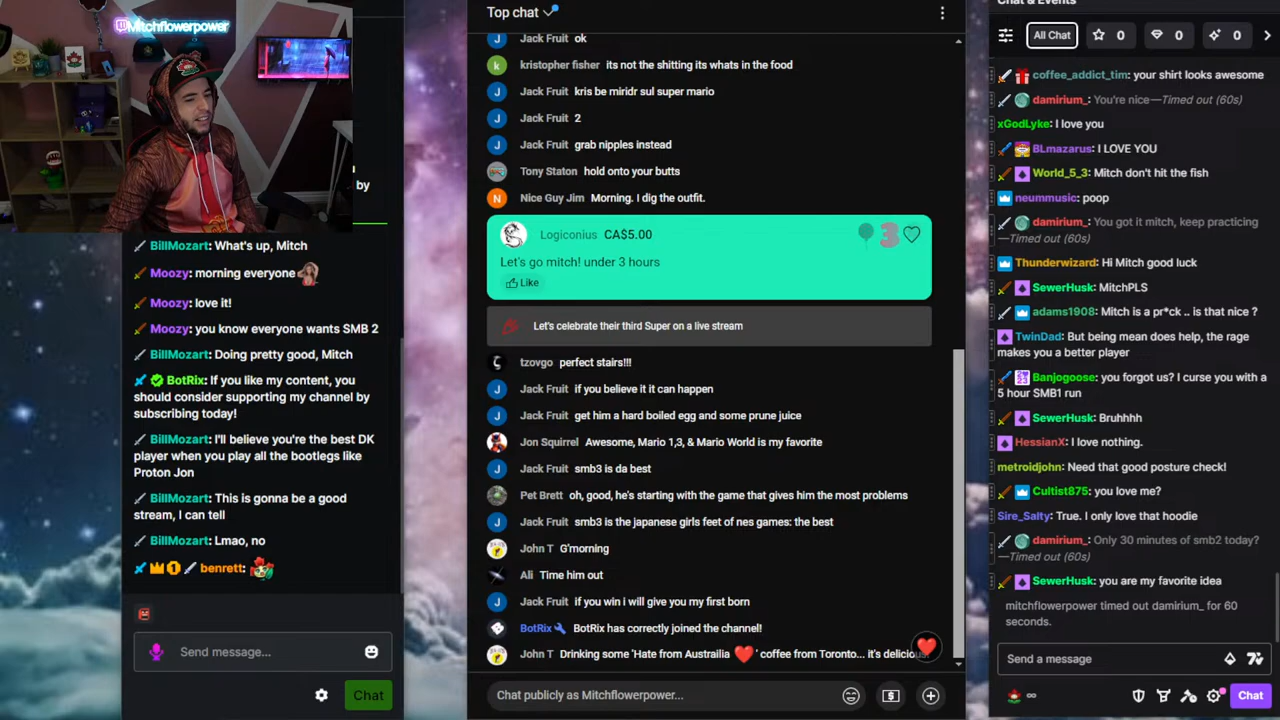 Mitchflowerpower
by
BillMozart: What's up, Mitch
Moozy: morning everyone
Moozy: love it!
Moozy: you know everyone wants SMB 2
BillMozart: Doing pretty good, Mitch
BotRix: If you like my content, you
should consider supporting my channel by
subscribing today!
BillMozart: I'll believe you're the best DK
player when you play all the bootlegs like
Proton Jon
BillMozart: This is gonna be a good
stream, I can tell
BillMozart: Lmao, no
1 benrett:
Send message...
Chat
Top chat
J Jack Fruit ok
k kristopher fisher its not the shitting its whats in the food
J Jack Fruit kris be miridr sul super mario
J Jack Fruit 2
J Jack Fruit grab nipples instead
Tony Staton hold onto your butts
N Nice Guy Jim Morning. I dig the outfit.
Logiconius CA$5.00 3
Let's go mitch! under 3 hours
Like
Let's celebrate their third Super on a live stream
tzovgo perfect stairs!!!
J Jack Fruit if you believe it it can happen
J Jack Fruit get him a hard boiled egg and some prune juice
Jon Squirrel Awesome, Mario 1,3, & Mario World is my favorite
J Jack Fruit smb3 is da best
Pet Brett oh, good, he's starting with the game that gives him the most problems
J Jack Fruit smb3 is the japanese girls feet of nes games: the best
John T G'morning
Ali Time him out
J Jack Fruit if you win i will give you my first born
BotRix BotRix has correctly joined the channel!
John T Drinking some 'Hate from Austrailia ❤️ ' coffee from Toronto... it's delicious
Chat publicly as Mitchflowerpower...
Chat & Events
All Chat 0 0 0
coffee_addict_tim: your shirt looks awesome
damirium_: You're nice—Timed out (60s)
xGodLyke: I love you
BLmazarus: I LOVE YOU
World_5_3: Mitch don't hit the fish
neummusic: poop
damirium_: You got it mitch, keep practicing
—Timed out (60s)
Thunderwizard: Hi Mitch good luck
SewerHusk: MitchPLS
adams1908: Mitch is a pr*ck .. is that nice ?
TwinDad: But being mean does help, the rage
makes you a better player
Banjogoose: you forgot us? I curse you with a
5 hour SMB1 run
SewerHusk: Bruhhhh
HessianX: I love nothing.
metroidjohn: Need that good posture check!
Cultist875: you love me?
Sire_Salty: True. I only love that hoodie
damirium_: Only 30 minutes of smb2 today?
—Timed out (60s)
SewerHusk: you are my favorite idea
mitchflowerpower timed out damirium_ for 60
seconds.
Send a message
∞ Chat